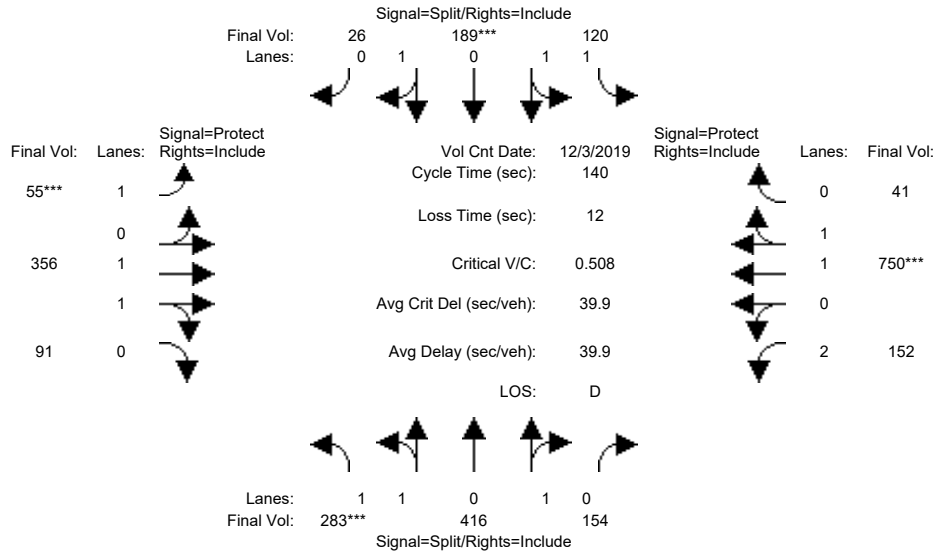 Signal=Split/Rights=Include
Final Vol: 26 189*** 120
Lanes: 0 1 0 1 1
Signal=Protect
Final Vol: Lanes: Rights=Include
Vol Cnt Date: 12/3/2019
Signal=Protect
Rights=Include Lanes: Final Vol:
Cycle Time (sec): 140
55*** 1
0 41
Loss Time (sec): 12
0
1
356 1
Critical V/C: 0.508
1 750***
1
Avg Crit Del (sec/veh): 39.9
0
91 0
Avg Delay (sec/veh): 39.9
2 152
LOS: D
Lanes: 1 1 0 1 0
Final Vol: 283*** 416 154
Signal=Split/Rights=Include